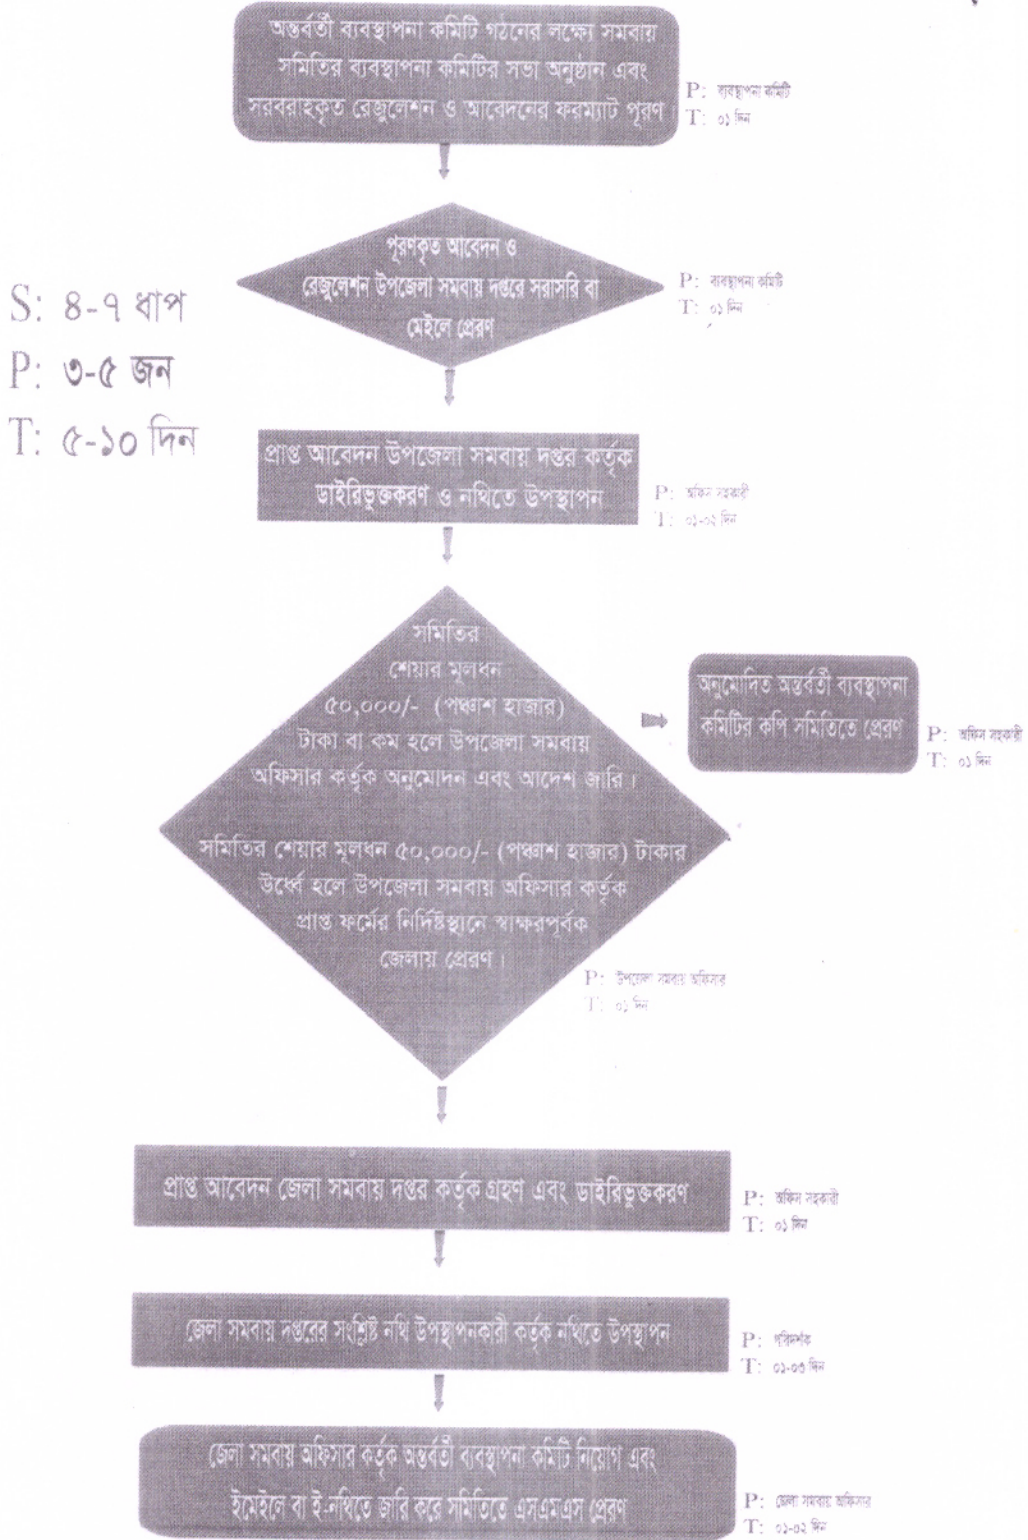 অন্তর্বর্তী ব্যবস্থাপনা কমিটি গঠনের লক্ষ্যে সমবায়
সমিতির ব্যবস্থাপনা কমিটির সভা অনুষ্ঠান এবং
সরবরাহকৃত রেজুলেশন ও আবেদনের ফরম্যাট পূরণ
P: ব্যবস্থাপনা কমিটি
T: ০১ দিন
পূরণকৃত আবেদন ও
রেজুলেশন উপজেলা সমবায় দপ্তরে সরাসরি বা
মেইলে প্রেরণ
P: ব্যবস্থাপনা কমিটি
T: ০১ দিন
S: ৪-৭ ধাপ
P: ৩-৫ জন
T: ৫-১০ দিন
প্রাপ্ত আবেদন উপজেলা সমবায় দপ্তর কর্তৃক
ডাইরিভুক্তকরণ ও নথিতে উপস্থাপন
P: অফিস সহকারী
T: ০১-০২ দিন
সমিতির
শেয়ার মূলধন
৫০,০০০/- (পঞ্চাশ হাজার)
টাকা বা কম হলে উপজেলা সমবায়
অফিসার কর্তৃক অনুমোদন এবং আদেশ জারি।
সমিতির শেয়ার মূলধন ৫০,০০০/- (পঞ্চাশ হাজার) টাকার
উর্ধ্বে হলে উপজেলা সমবায় অফিসার কর্তৃক
প্রাপ্ত ফর্মের নির্দিষ্টস্থানে স্বাক্ষরপূর্বক
জেলায় প্রেরণ।
P: উপজেলা সমবায় অফিসার
T: ০১ দিন
অনুমোদিত অন্তর্বর্তী ব্যবস্থাপনা
কমিটির কপি সমিতিতে প্রেরণ
P: অফিস সহকারী
T: ০১ দিন
প্রাপ্ত আবেদন জেলা সমবায় দপ্তর কর্তৃক গ্রহণ এবং ডাইরিভুক্তকরণ
P: অফিস সহকারী
T: ০১ দিন
জেলা সমবায় দপ্তরের সংশ্লিষ্ট নথি উপস্থাপনকারী কর্তৃক নথিতে উপস্থাপন
P: পরিদর্শক
T: ০১-০৩ দিন
জেলা সমবায় অফিসার কর্তৃক অন্তর্বর্তী ব্যবস্থাপনা কমিটি নিয়োগ এবং
ইমেইলে বা ই-নথিতে জারি করে সমিতিতে এসএমএস প্রেরণ
P: জেলা সমবায় অফিসার
T: ০১-০২ দিন